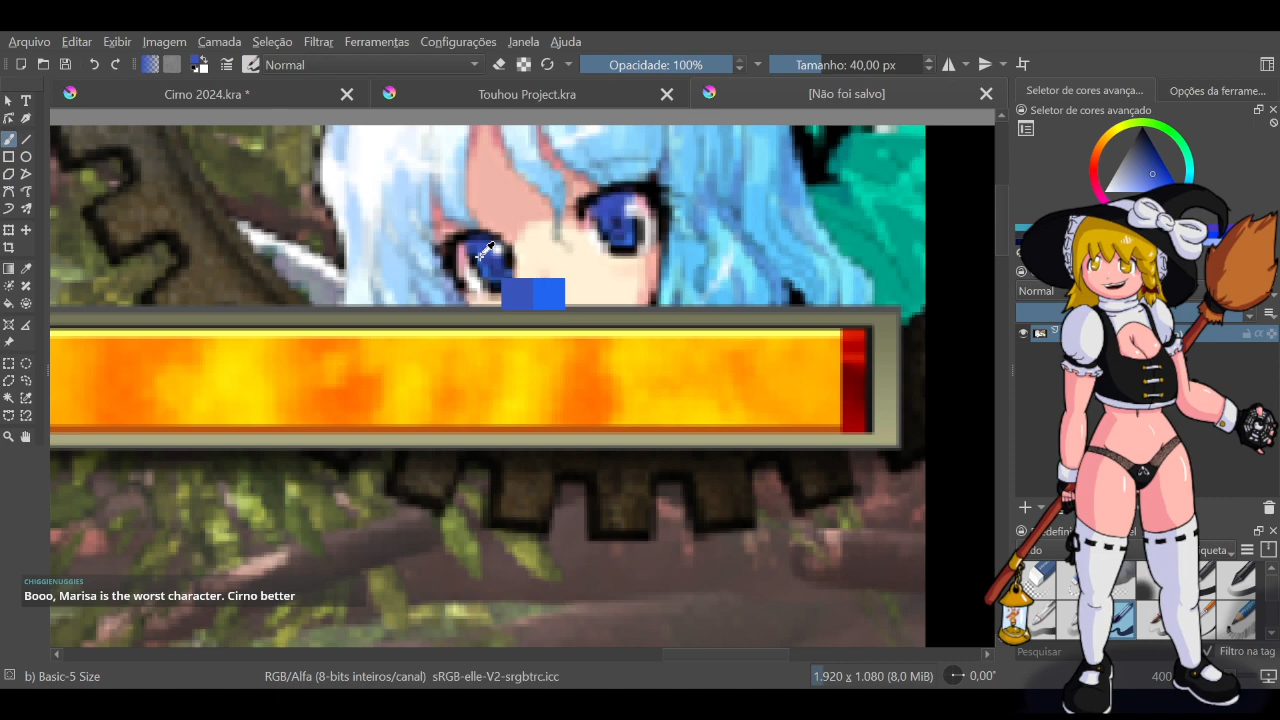 Arquivo Editar Exibir Imagem Camada Seleção Filtrar Ferramentas Configurações Janela Ajuda
Normal Opacidade: 100% Tamanho: 40,00 px
Cirno 2024.kra * Touhou Project.kra [Não foi salvo]
Seletor de cores avança... Opções da ferrame...
Seletor de cores avançado
Normal
CHIGGIENUGGIES
Booo, Marisa is the worst character. Cirno better
Pesquisar Filtro na tag
b) Basic-5 Size RGB/Alfa (8-bits inteiros/canal) sRGB-elle-V2-srgbtrc.icc 1.920 x 1.080 (8,0 MiB) 0,00°